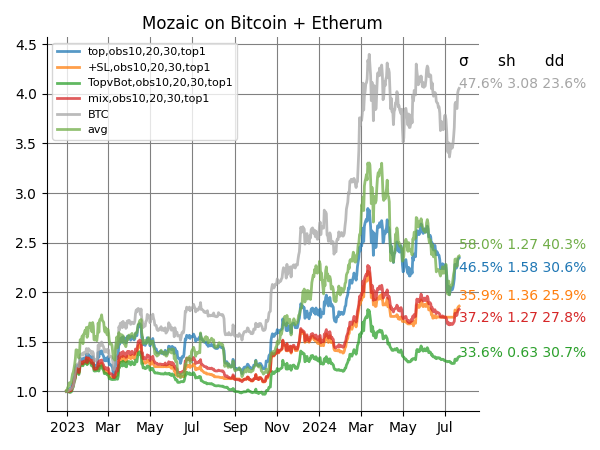 Mozaic on Bitcoin + Etherum
4.5
4.0
3.5
3.0
2.5
2.0
1.5
1.0
top,obs10,20,30,top1
+SL,obs10,20,30,top1
TopvBot,obs10,20,30,top1
mix,obs10,20,30,top1
BTC
avg
σ sh dd
47.6% 3.08 23.6%
58.0% 1.27 40.3%
46.5% 1.58 30.6%
35.9% 1.36 25.9%
37.2% 1.27 27.8%
33.6% 0.63 30.7%
2023 Mar May Jul Sep Nov 2024 Mar May Jul